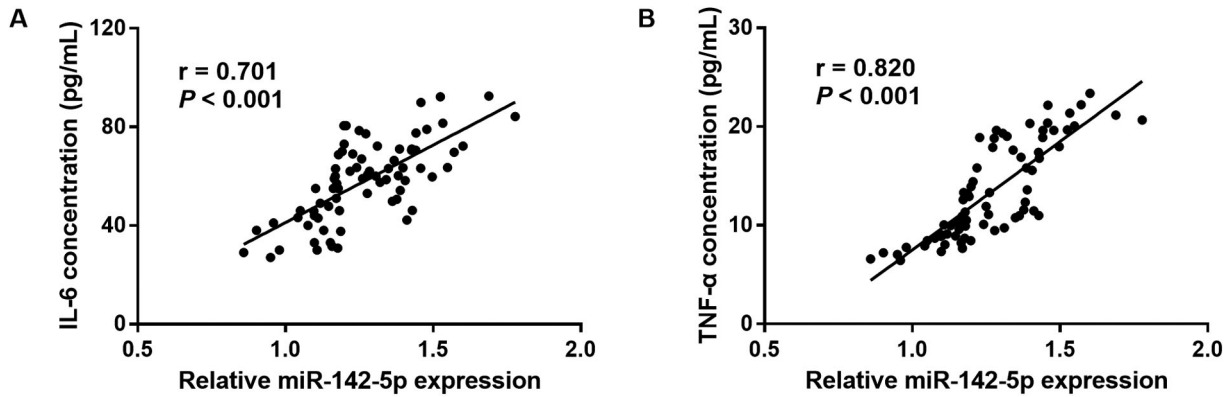 A
IL-6 concentration (pg/mL)
120
80
40
0
r = 0.701
P < 0.001
0.5 1.0 1.5 2.0
Relative miR-142-5p expression
B
TNF-α concentration (pg/mL)
30
20
10
0
r = 0.820
P < 0.001
0.5 1.0 1.5 2.0
Relative miR-142-5p expression